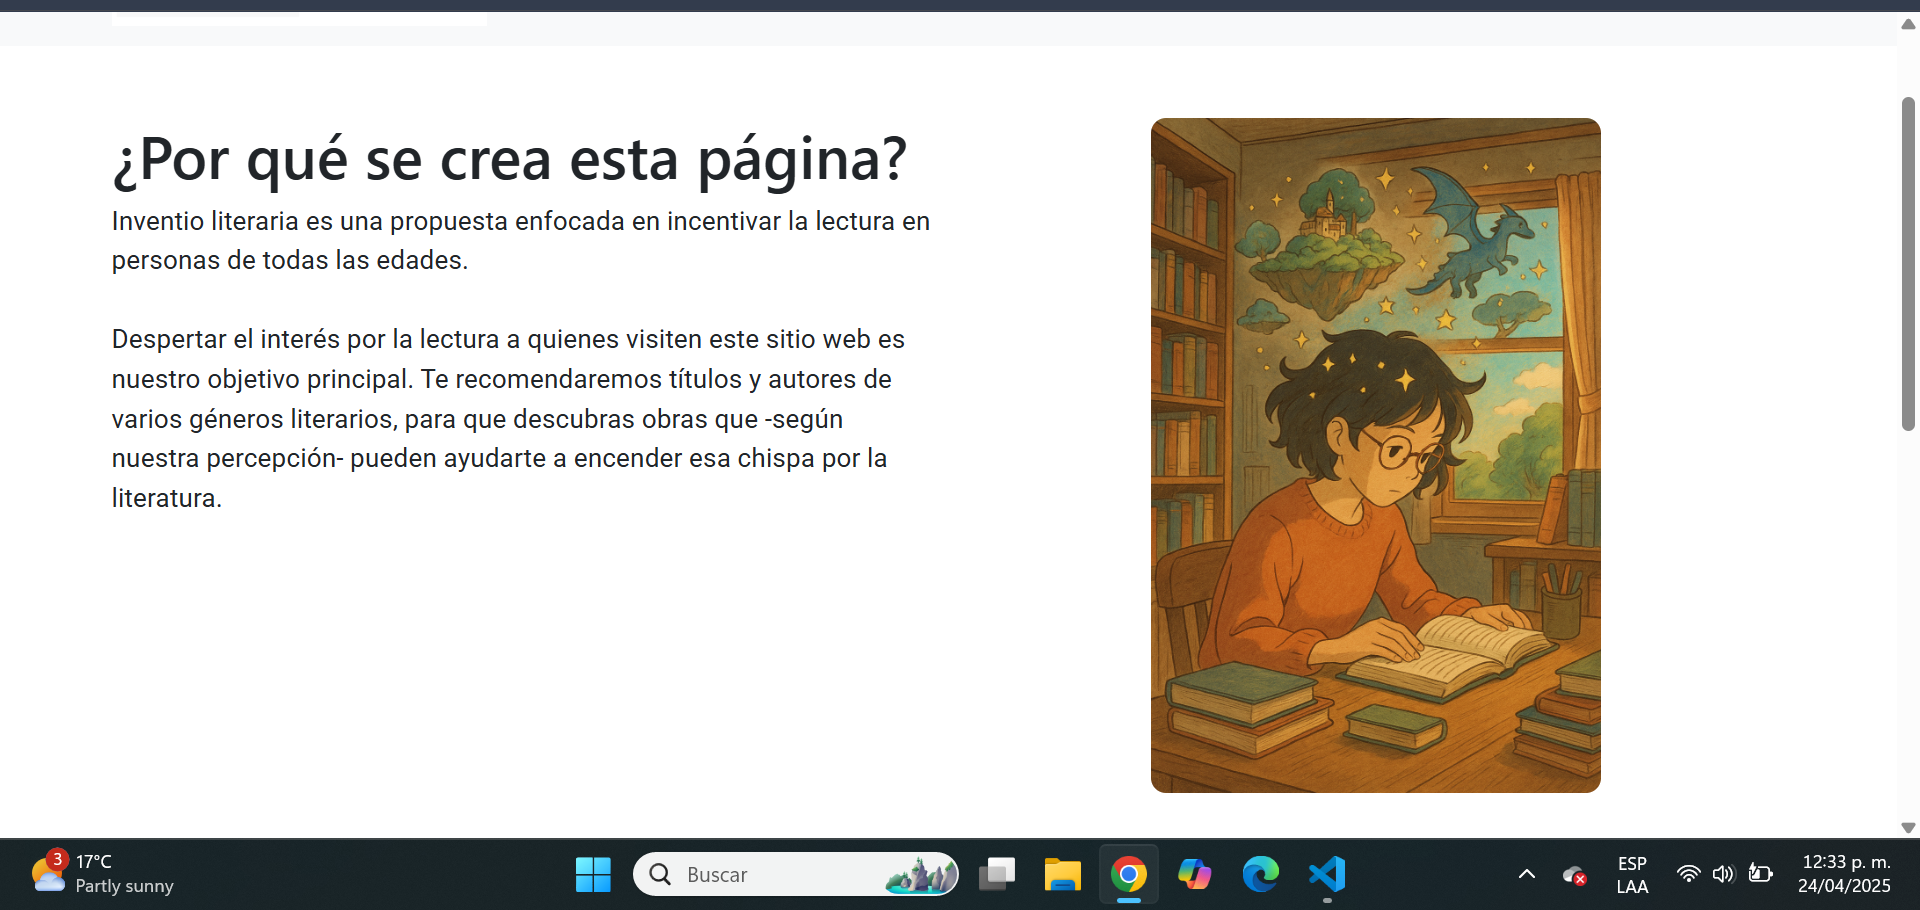 ¿Por qué se crea esta página?
Inventio literaria es una propuesta enfocada en incentivar la lectura en
personas de todas las edades.
Despertar el interés por la lectura a quienes visiten este sitio web es
nuestro objetivo principal. Te recomendaremos títulos y autores de
varios géneros literarios, para que descubras obras que -según
nuestra percepción- pueden ayudarte a encender esa chispa por la
literatura.
3
17°C
Partly sunny
Buscar
ESP
LAA
12:33 p. m.
24/04/2025